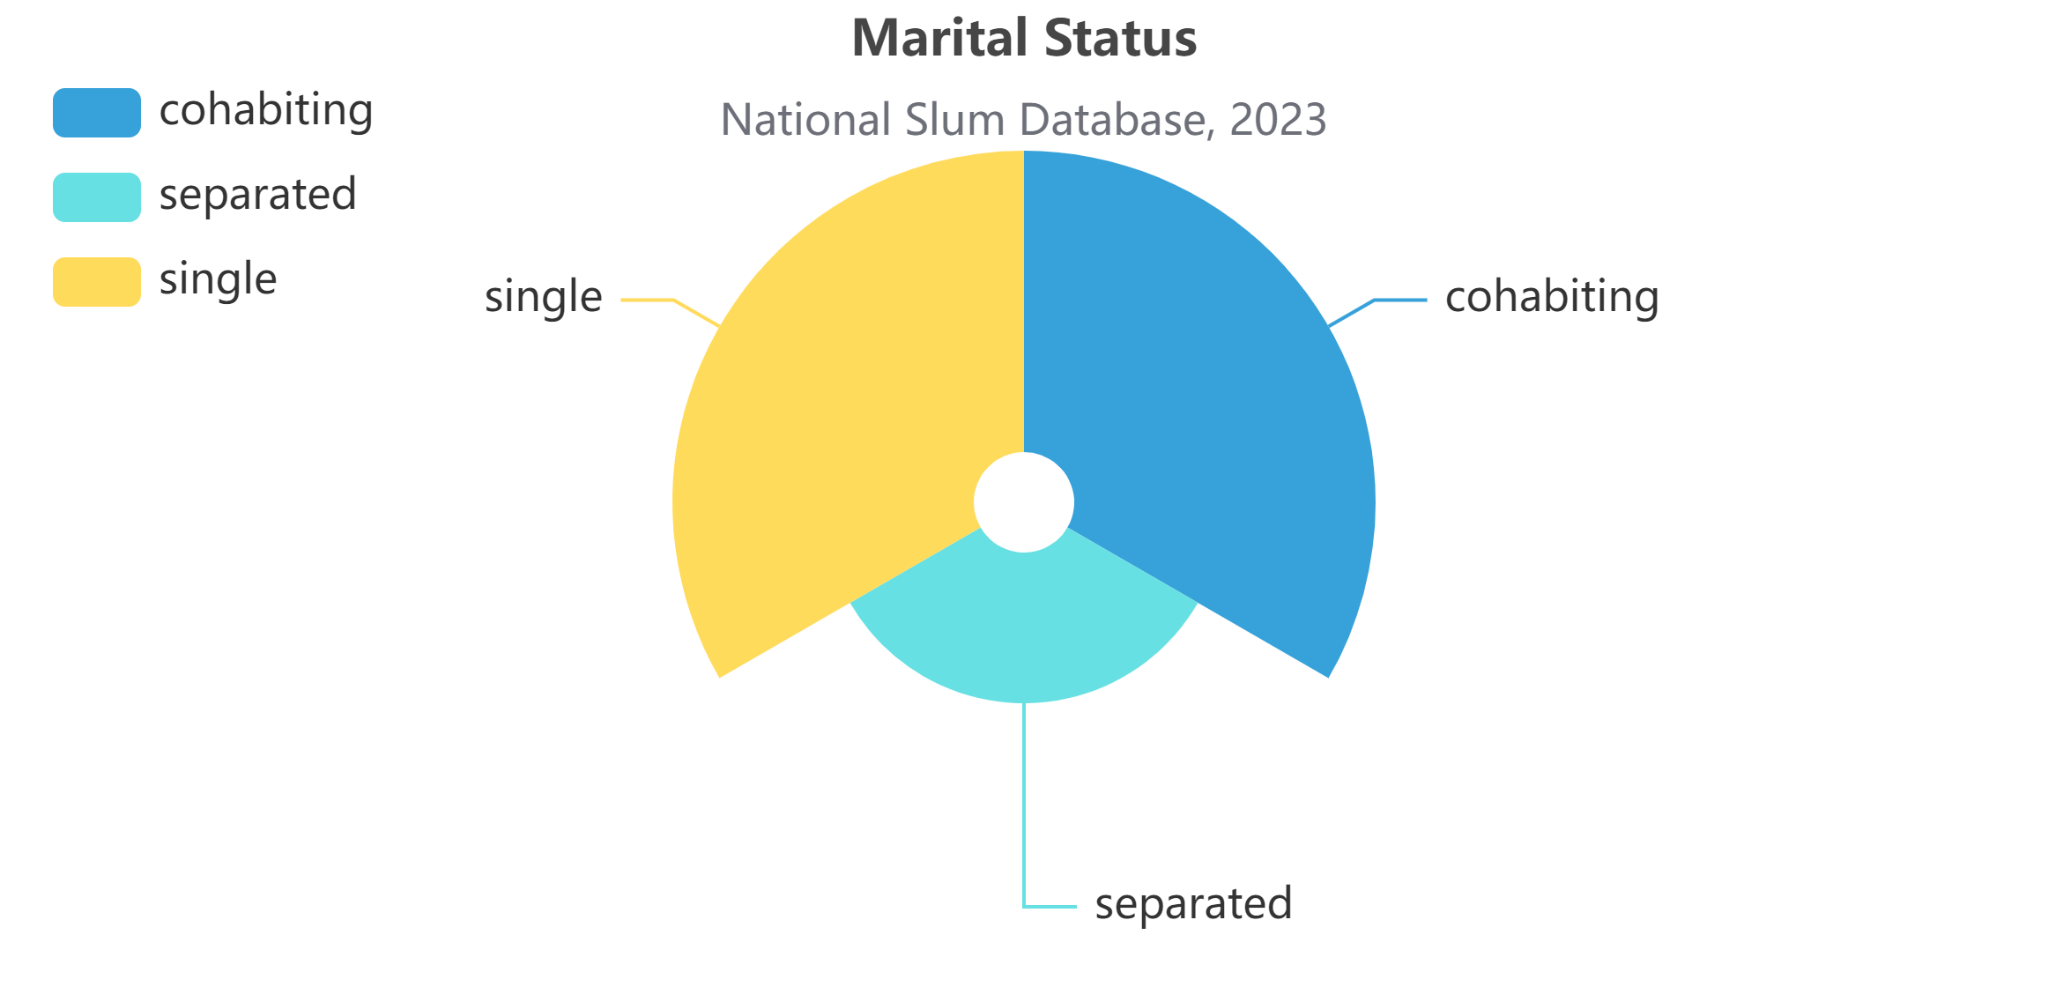 Marital Status
National Slum Database, 2023
cohabiting
separated
single
single
cohabiting
separated